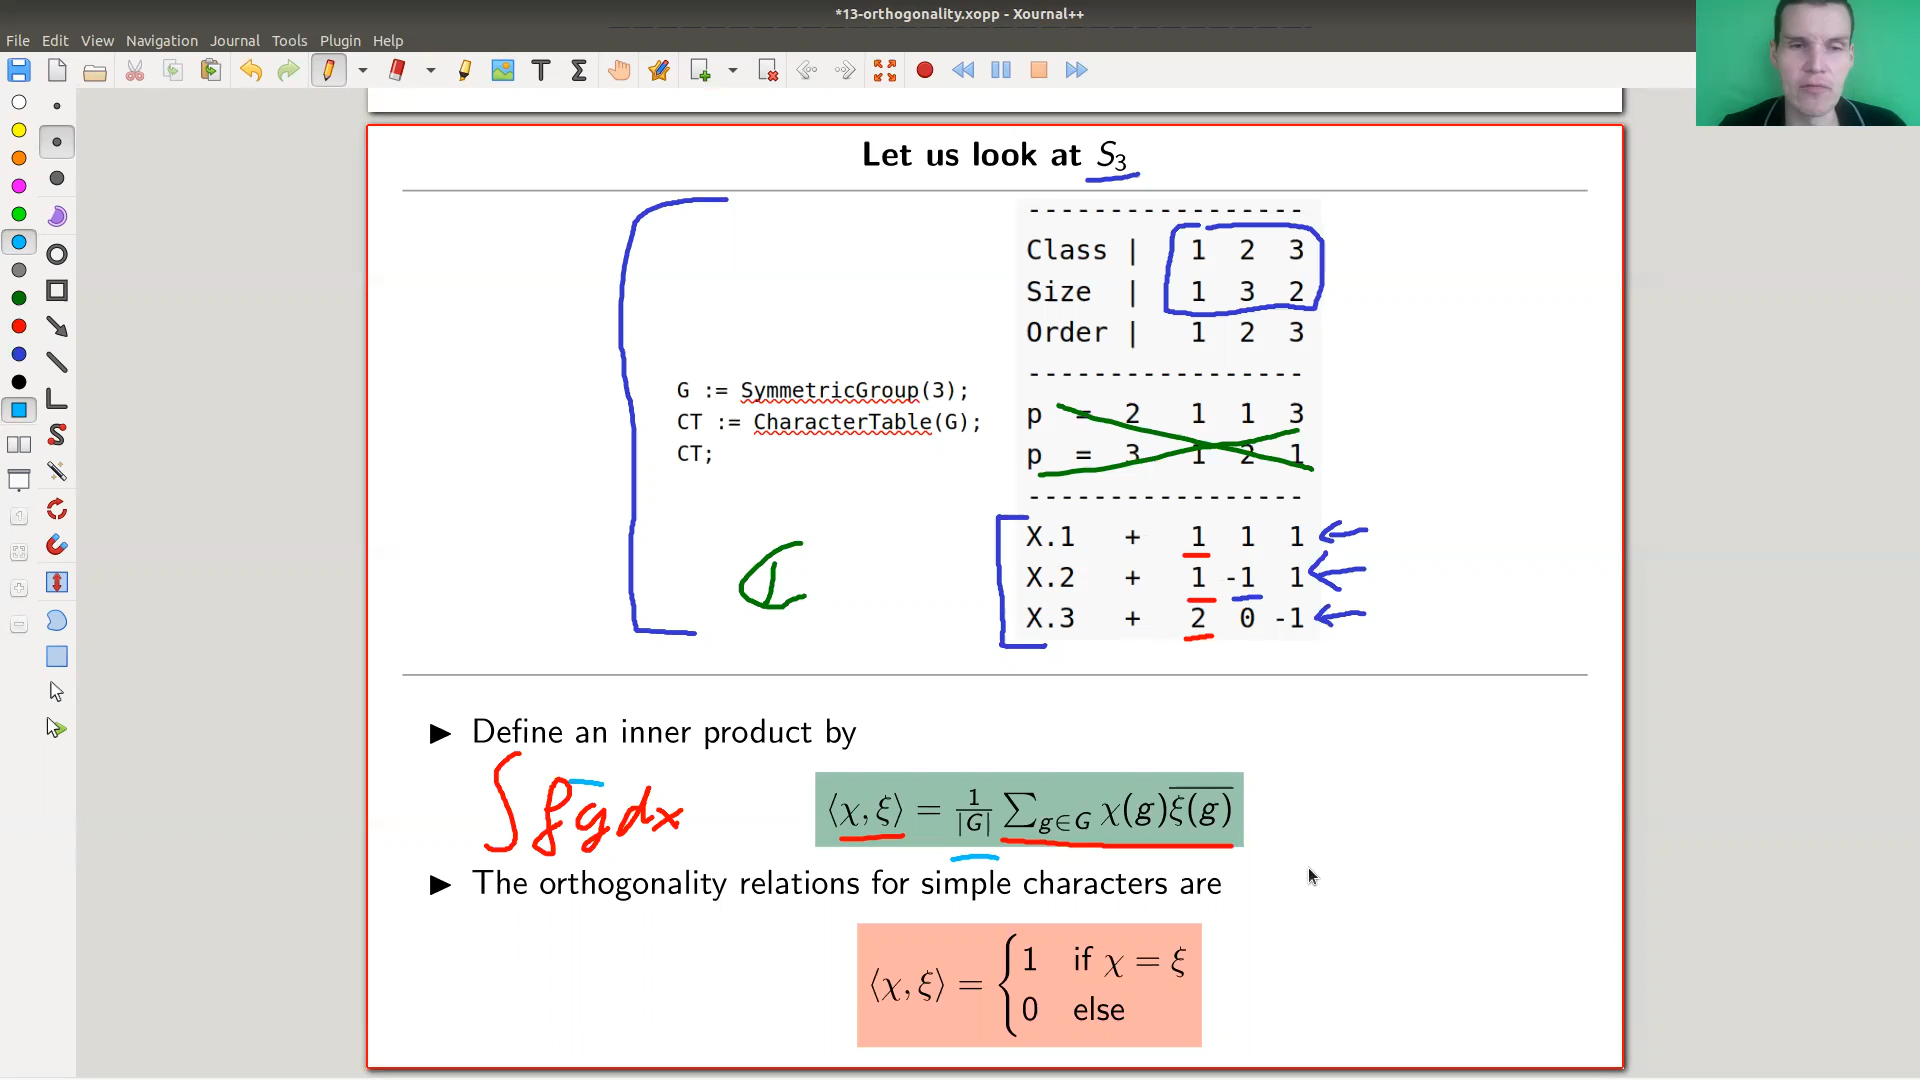 *13-orthogonality.xopp - Xournal++
File Edit View Navigation Journal Tools Plugin Help
Let us look at S₃
-----------------
Class | 1 2 3
Size | 1 3 2
Order | 1 2 3
-----------------
p = 2 1 1 3
p = 3 1 2 1
-----------------
X.1 + 1 1 1
X.2 + 1 -1 1
X.3 + 2 0 -1
G := SymmetricGroup(3);
CT := CharacterTable(G);
CT;
ℂ
▶ Define an inner product by
∫ f g̅ dx
⟨χ, ξ⟩ = 1/|G| ∑_{g∈G} χ(g)\overline{ξ(g)}
▶ The orthogonality relations for simple characters are
⟨χ, ξ⟩ = { 1 if χ = ξ
0 else